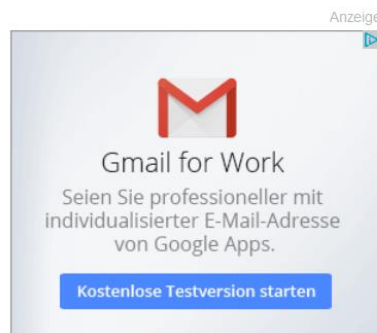 Anzeige
Gmail for Work
Seien Sie professioneller mit
individualisierter E-Mail-Adresse
von Google Apps.
Kostenlose Testversion starten